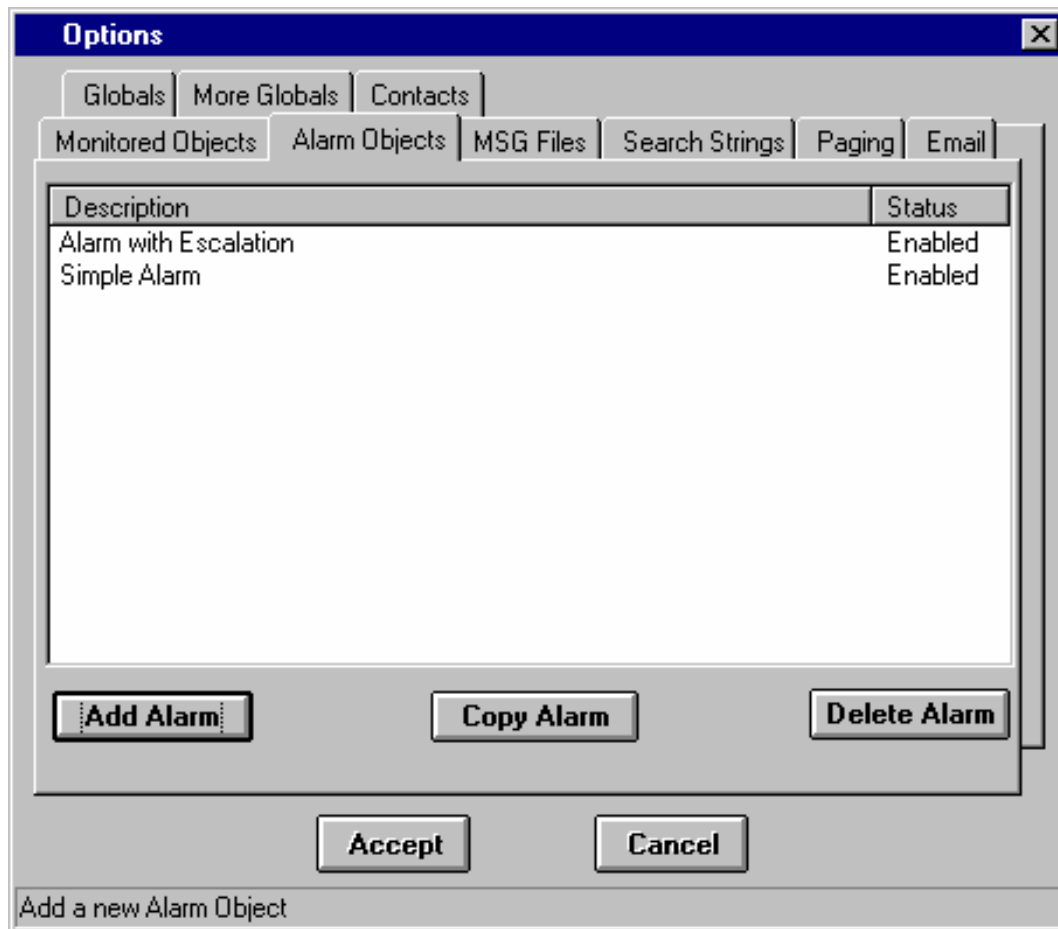 Options
Globals More Globals Contacts
Monitored Objects Alarm Objects MSG Files Search Strings Paging Email
Description Status
Alarm with Escalation Enabled
Simple Alarm Enabled
Add Alarm Copy Alarm Delete Alarm
Accept Cancel
Add a new Alarm Object